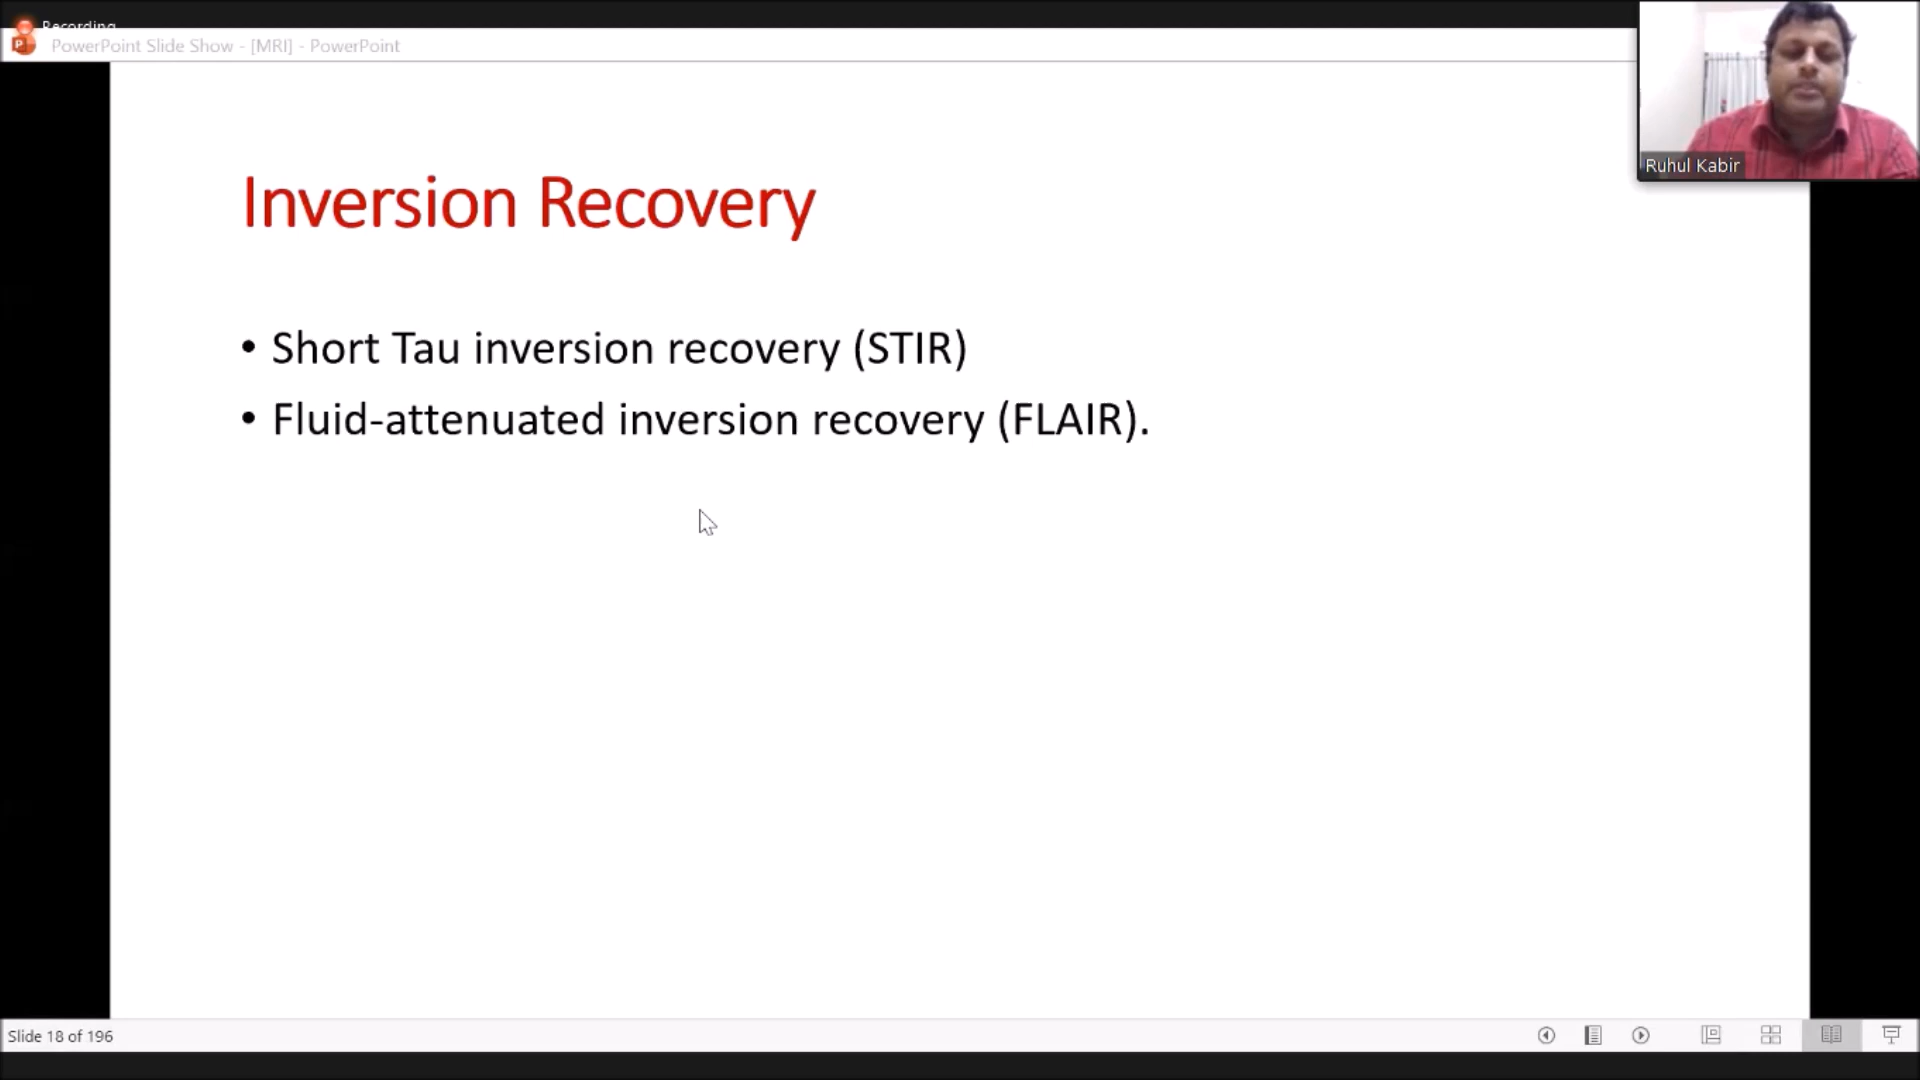 Recording
PowerPoint Slide Show - [MRI] - PowerPoint
Ruhul Kabir
Inversion Recovery
• Short Tau inversion recovery (STIR)
• Fluid-attenuated inversion recovery (FLAIR).
Slide 18 of 196